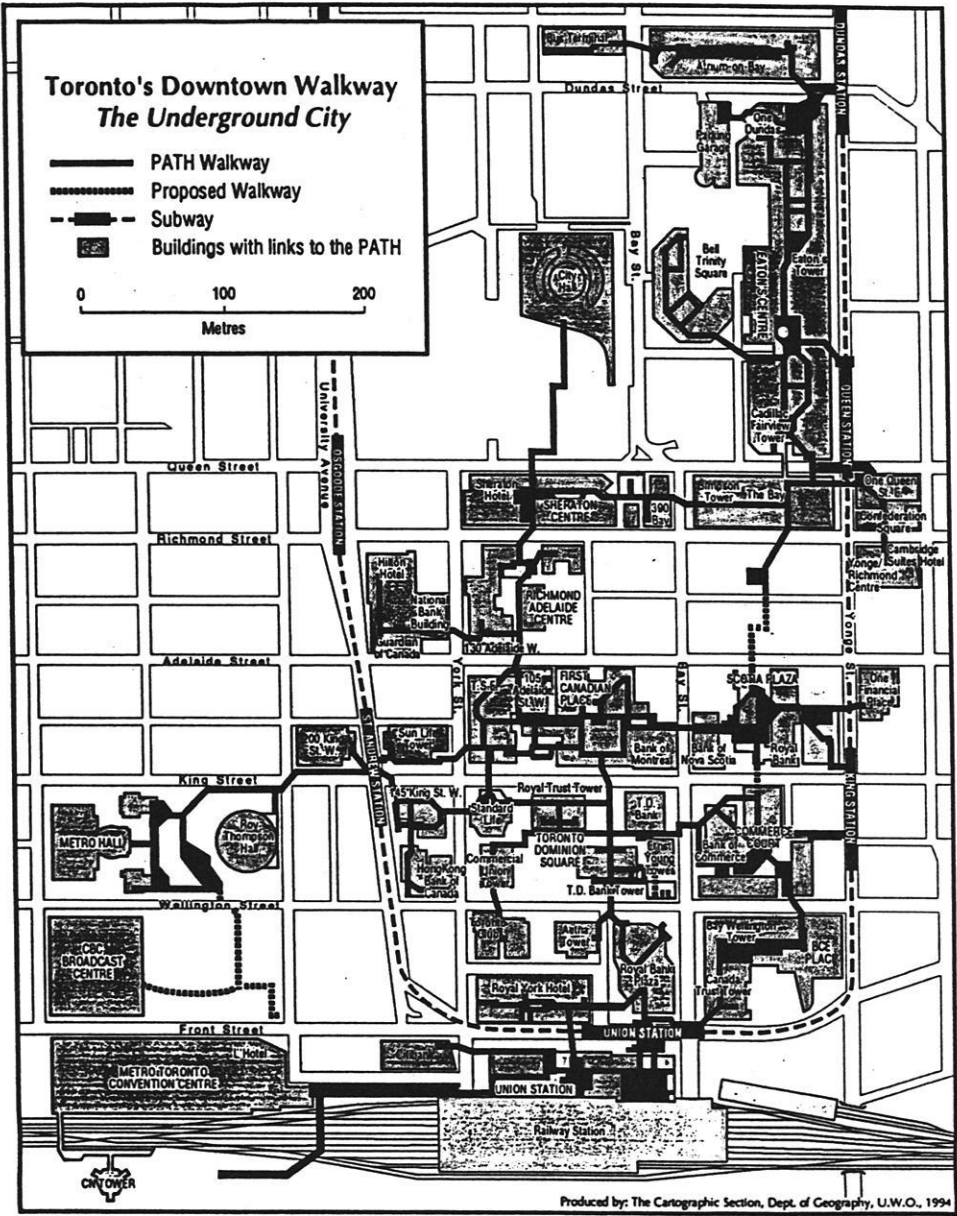 Toronto's Downtown Walkway
The Underground City
PATH Walkway
Proposed Walkway
Subway
Buildings with links to the PATH
0
100
200
Metres
Bus Terminal
Atrium-on-Bay
DUNDAS STATION
Dundas Street
Parking
Garage
One
Dundas
Bay St.
City
Hall
Bell
Trinity
Square
EATON'S CENTRE
Eaton's
Tower
University Avenue
OSGOODE STATION
Cadillac
Fairview
Tower
QUEEN STATION
Queen Street
Sheraton
Hotel
SHERATON
CENTRE
390
Bay
Simpson
Tower
The Bay
One Queen
St. E.
Confederation
Square
Richmond Street
Hilton
Hotel
National
Bank
Building
Guardian
of Canada
RICHMOND
ADELAIDE
CENTRE
130 Adelaide W.
Yonge/
Richmond
Centre
Cambridge
Suites Hotel
Yonge St.
Adelaide Street
York St.
T.S.E.
105
Adelaide
St. W.
FIRST
CANADIAN
PLACE
BAY ST.
SCOTIA PLAZA
One
Financial
Place
200 King
St. W.
ST. ANDREW STATION
Sun Life
Tower
Bank of
Montreal
Bank of
Nova Scotia
Royal
Bank
KING STATION
King Street
METRO HALL
Roy
Thompson
Hall
145 King St. W.
Standard
Life
Royal Trust Tower
TORONTO
DOMINION
SQUARE
T.D.
Bank
COMMERCE
COURT
Bank of
Commerce
HongKong
Bank of
Canada
Commercial
Union
Tower
Ernst
Young
Tower
T.D. Bank Tower
Wellington Street
CBC
BROADCAST
CENTRE
Aetna
Tower
Royal Bank
Plaza
Bay Wellington
Tower
BCE
PLACE
Canada
Trust Tower
Royal York Hotel
Front Street
UNION STATION
L'Hotel
METRO TORONTO
CONVENTION CENTRE
Citibank
UNION STATION
Railway Station
CN TOWER
Produced by: The Cartographic Section, Dept. of Geography, U.W.O., 1994